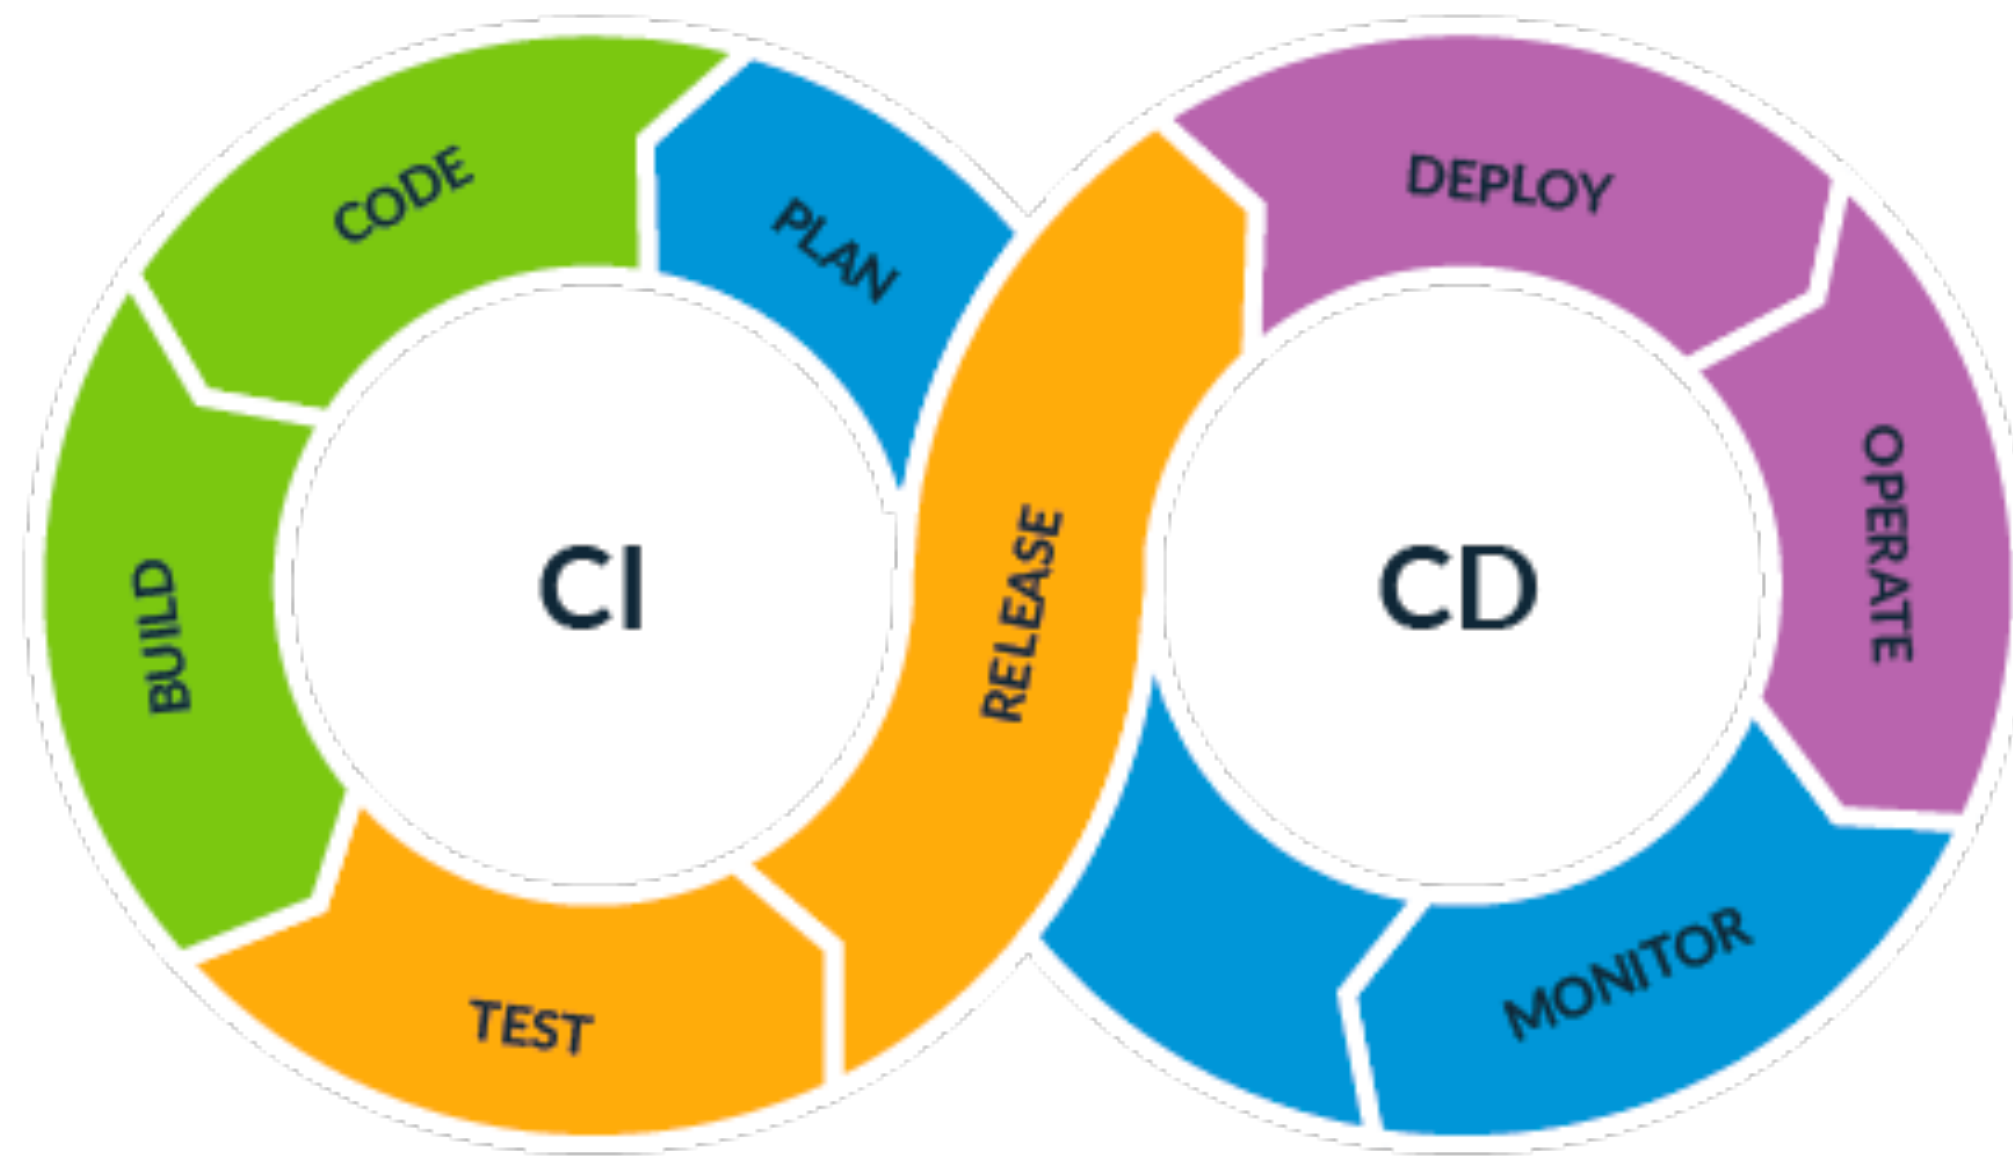 PLAN
CODE
BUILD
TEST
RELEASE
DEPLOY
OPERATE
MONITOR
CI
CD